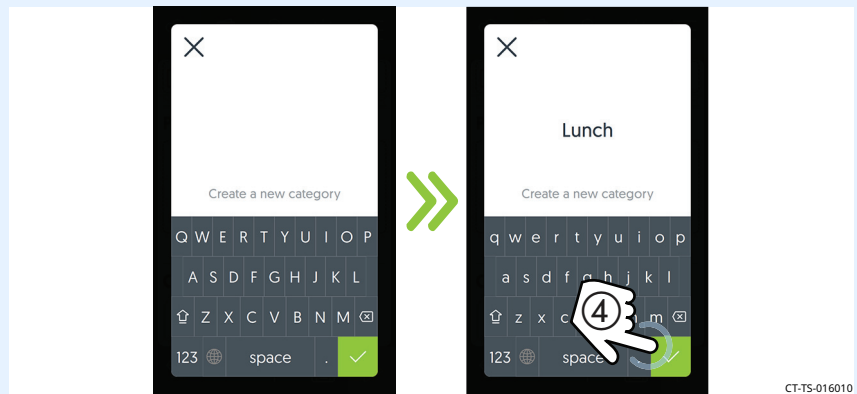 Create a new category
Q W E R T Y U I O P
A S D F G H J K L
Z X C V B N M
123 space .
Lunch
Create a new category
q w e r t y u i o p
a s d f g h j k l
z x c m
4
123 space
CT-TS-016010